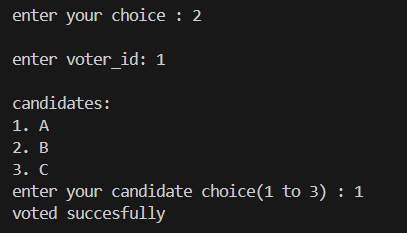 enter your choice : 2
enter voter_id: 1
candidates:
1. A
2. B
3. C
enter your candidate choice(1 to 3) : 1
voted succesfully